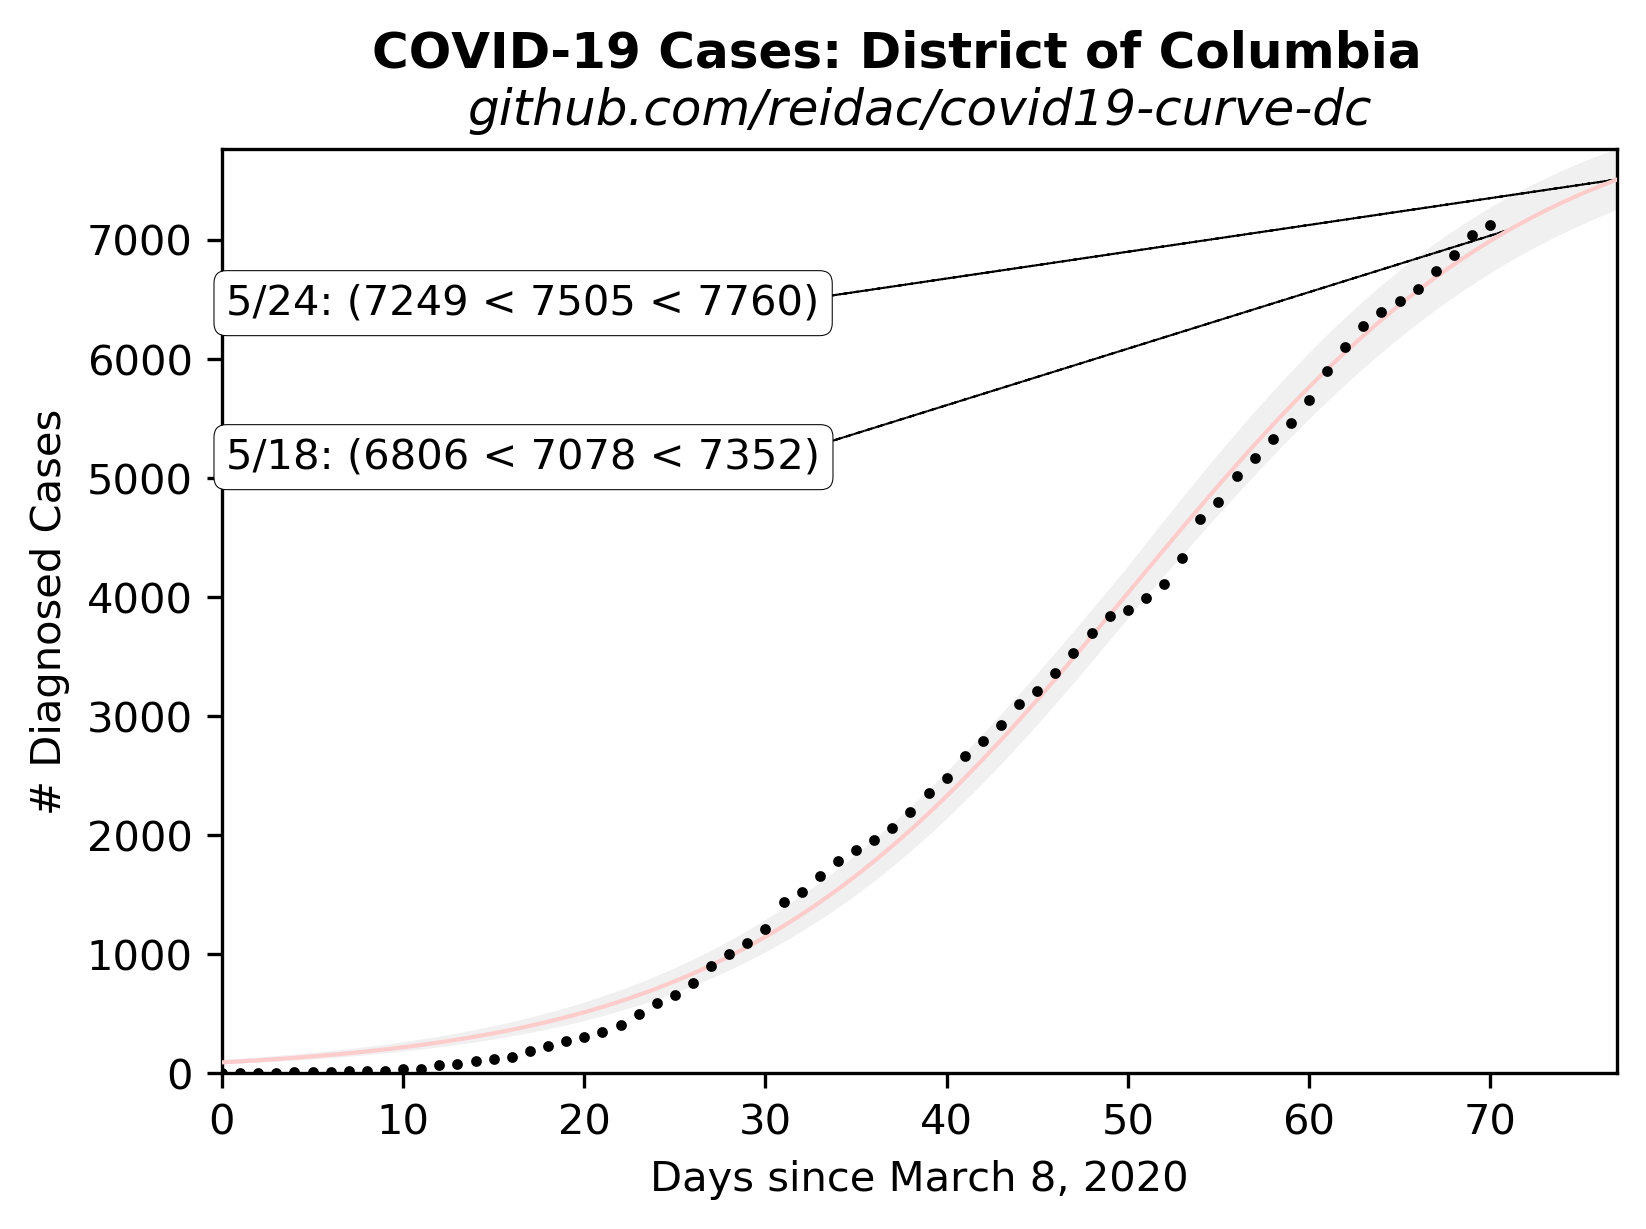 COVID-19 Cases: District of Columbia
github.com/reidac/covid19-curve-dc
# Diagnosed Cases
7000
6000
5000
4000
3000
2000
1000
0
5/24: (7249 < 7505 < 7760)
5/18: (6806 < 7078 < 7352)
0 10 20 30 40 50 60 70
Days since March 8, 2020